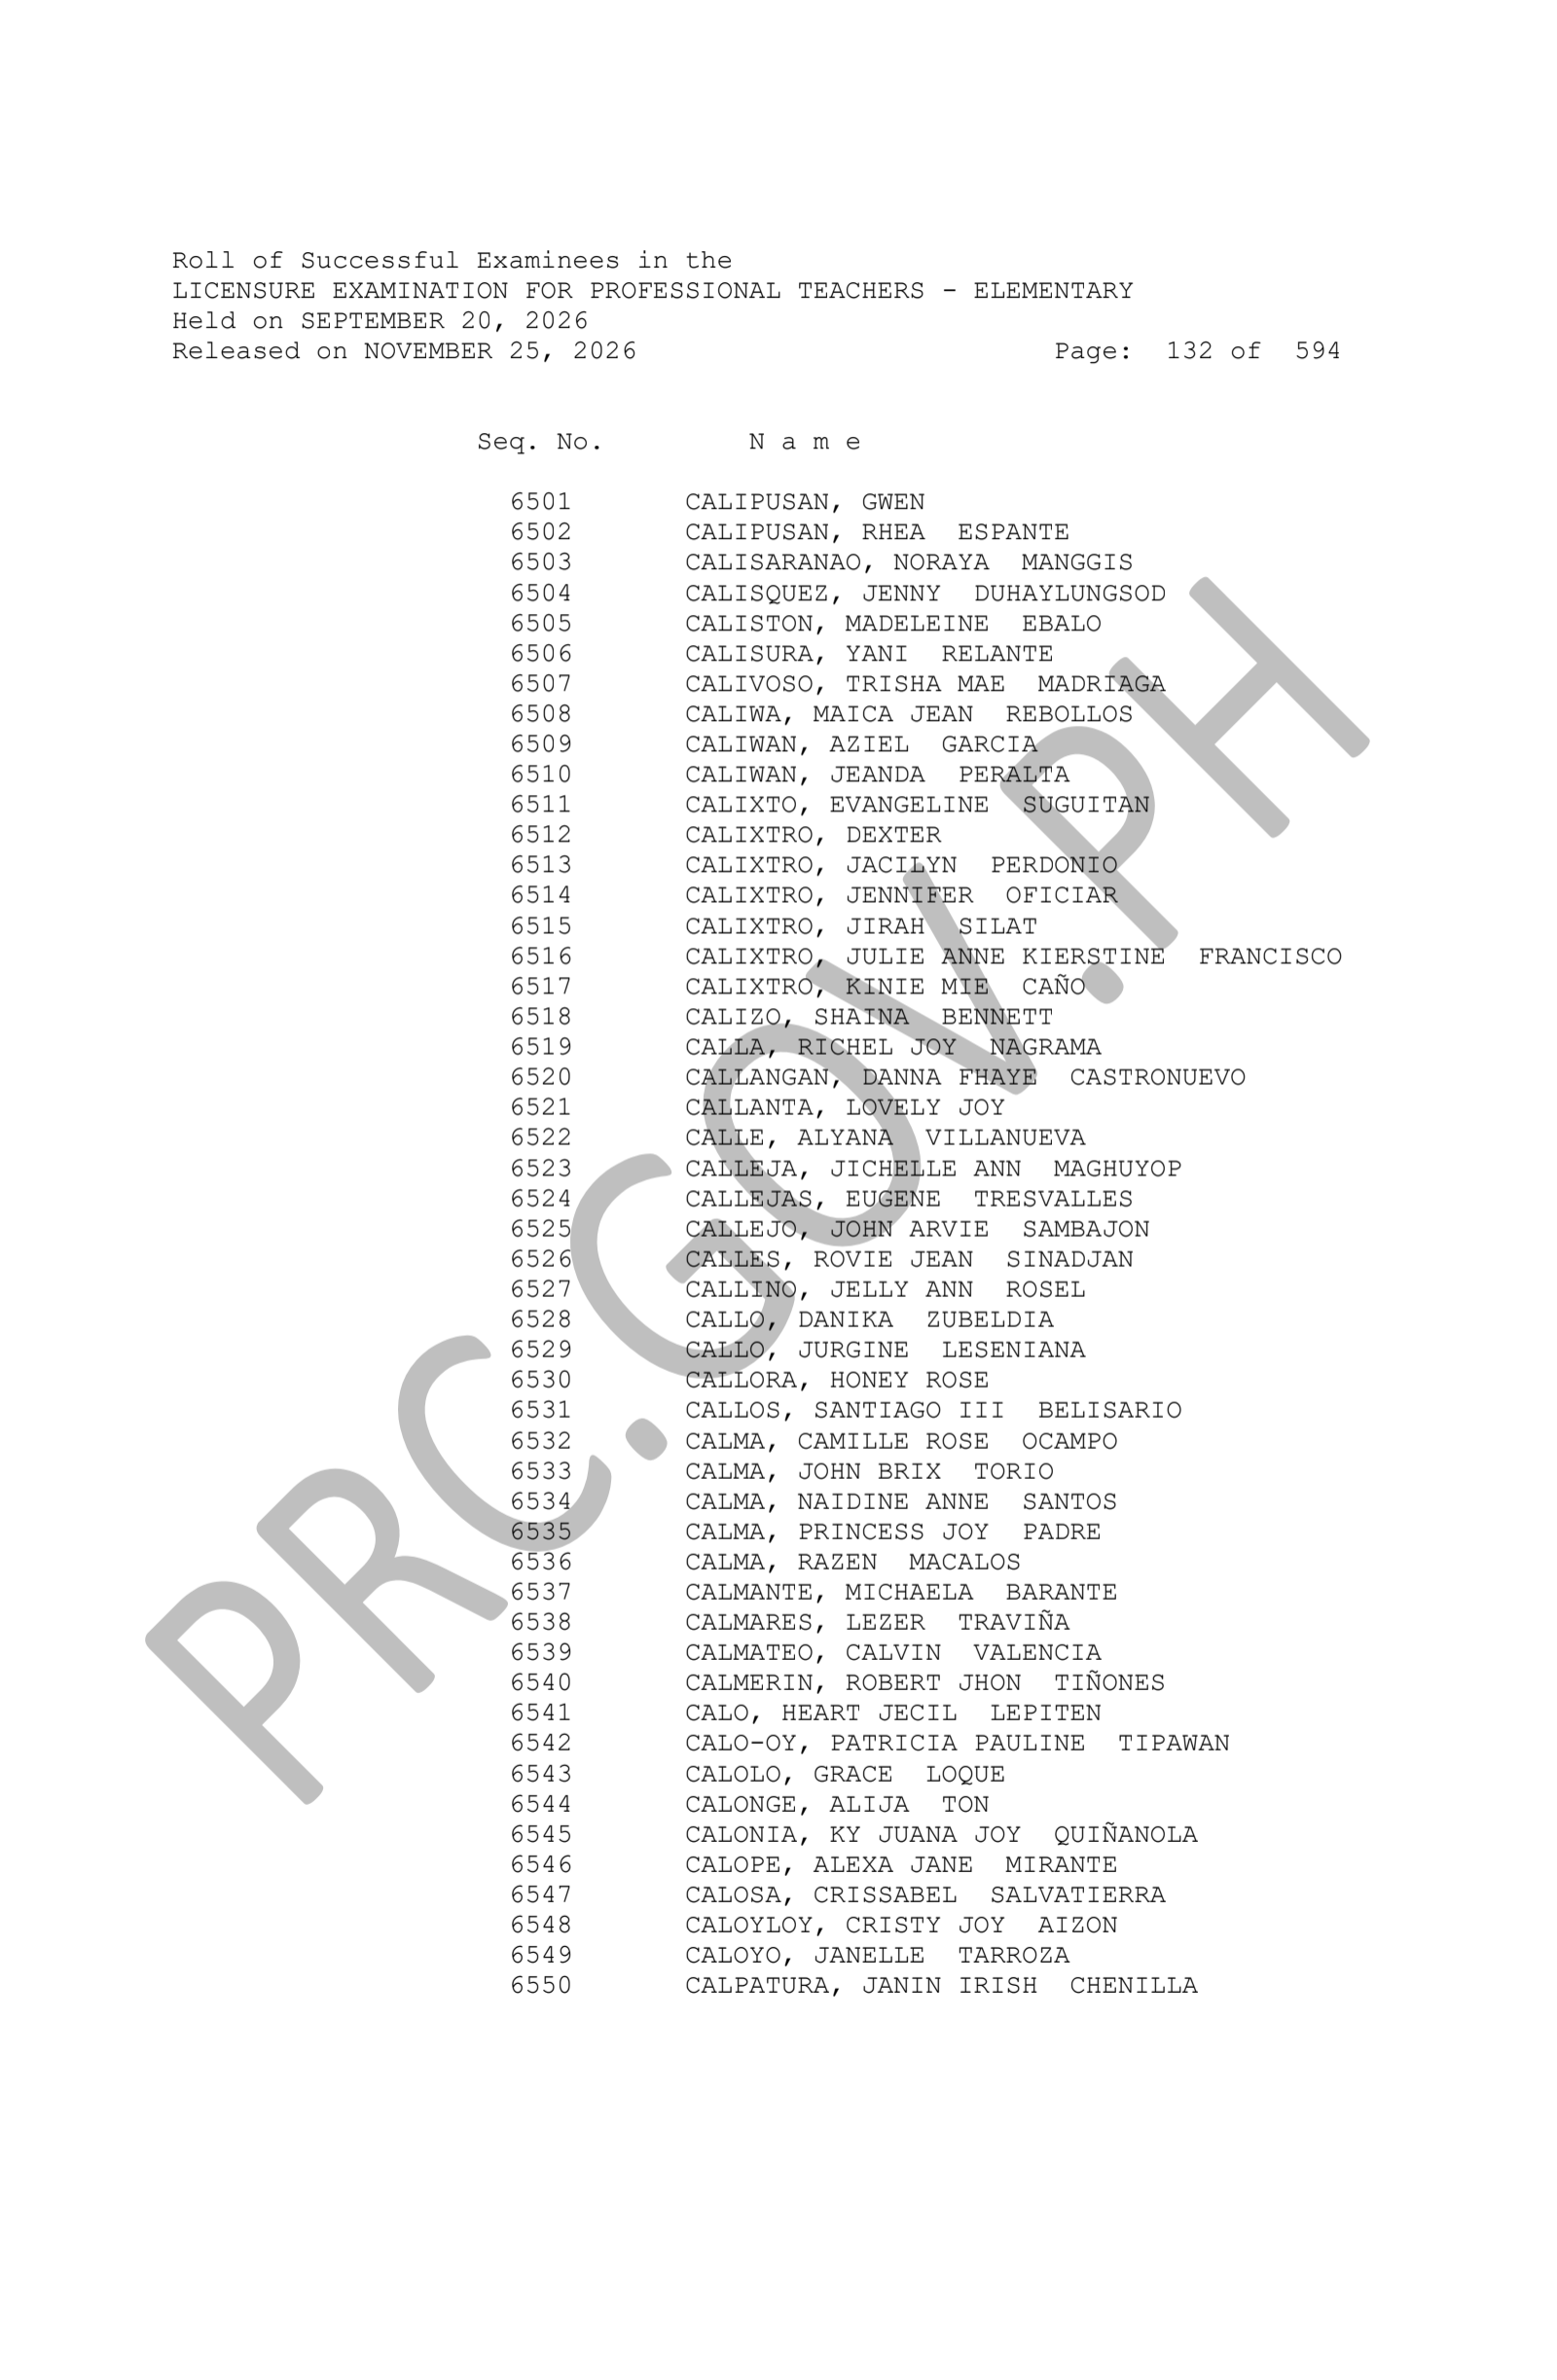 Roll of Successful Examinees in the
LICENSURE EXAMINATION FOR PROFESSIONAL TEACHERS - ELEMENTARY
Held on SEPTEMBER 20, 2026
Released on NOVEMBER 25, 2026 Page: 132 of 594
Seq. No. N a m e
6501 CALIPUSAN, GWEN
6502 CALIPUSAN, RHEA ESPANTE
6503 CALISARANAO, NORAYA MANGGIS
6504 CALISQUEZ, JENNY DUHAYLUNGSOD
6505 CALISTON, MADELEINE EBALO
6506 CALISURA, YANI RELANTE
6507 CALIVOSO, TRISHA MAE MADRIAGA
6508 CALIWA, MAICA JEAN REBOLLOS
6509 CALIWAN, AZIEL GARCIA
6510 CALIWAN, JEANDA PERALTA
6511 CALIXTO, EVANGELINE SUGUITAN
6512 CALIXTRO, DEXTER
6513 CALIXTRO, JACILYN PERDONIO
6514 CALIXTRO, JENNIFER OFICIAR
6515 CALIXTRO, JIRAH SILAT
6516 CALIXTRO, JULIE ANNE KIERSTINE FRANCISCO
6517 CALIXTRO, KINIE MIE CAÑO
6518 CALIZO, SHAINA BENNETT
6519 CALLA, RICHEL JOY NAGRAMA
6520 CALLANGAN, DANNA FHAYE CASTRONUEVO
6521 CALLANTA, LOVELY JOY
6522 CALLE, ALYANA VILLANUEVA
6523 CALLEJA, JICHELLE ANN MAGHUYOP
6524 CALLEJAS, EUGENE TRESVALLES
6525 CALLEJO, JOHN ARVIE SAMBAJON
6526 CALLES, ROVIE JEAN SINADJAN
6527 CALLINO, JELLY ANN ROSEL
6528 CALLO, DANIKA ZUBELDIA
6529 CALLO, JURGINE LESENIANA
6530 CALLORA, HONEY ROSE
6531 CALLOS, SANTIAGO III BELISARIO
6532 CALMA, CAMILLE ROSE OCAMPO
6533 CALMA, JOHN BRIX TORIO
6534 CALMA, NAIDINE ANNE SANTOS
6535 CALMA, PRINCESS JOY PADRE
6536 CALMA, RAZEN MACALOS
6537 CALMANTE, MICHAELA BARANTE
6538 CALMARES, LEZER TRAVIÑA
6539 CALMATEO, CALVIN VALENCIA
6540 CALMERIN, ROBERT JHON TIÑONES
6541 CALO, HEART JECIL LEPITEN
6542 CALO-OY, PATRICIA PAULINE TIPAWAN
6543 CALOLO, GRACE LOQUE
6544 CALONGE, ALIJA TON
6545 CALONIA, KY JUANA JOY QUIÑANOLA
6546 CALOPE, ALEXA JANE MIRANTE
6547 CALOSA, CRISSABEL SALVATIERRA
6548 CALOYLOY, CRISTY JOY AIZON
6549 CALOYO, JANELLE TARROZA
6550 CALPATURA, JANIN IRISH CHENILLA
PRC.GOV.PH